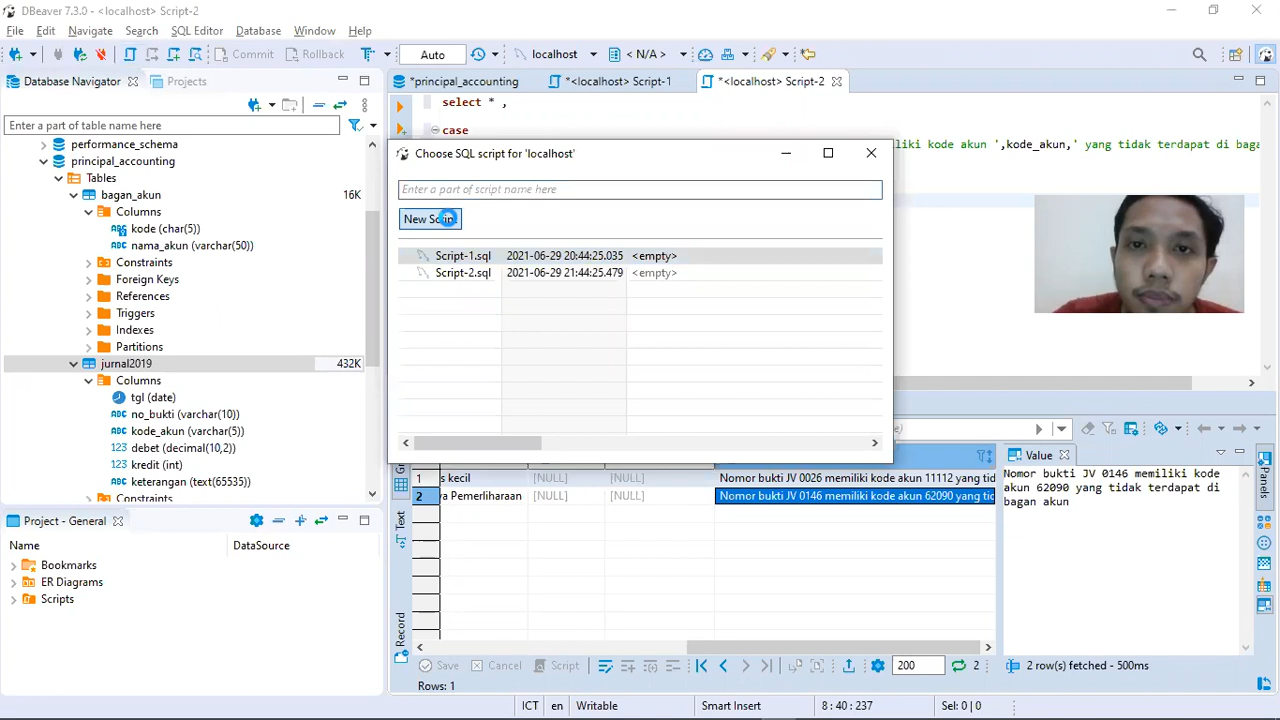 DBeaver 7.3.0 - <localhost> Script-2
File Edit Navigate Search SQL Editor Database Window Help
Commit Rollback Auto localhost < N/A >
Database Navigator Projects
*principal_accounting *<localhost> Script-1 *<localhost> Script-2
Enter a part of table name here
performance_schema
principal_accounting
Tables
bagan_akun 16K
Columns
kode (char(5))
nama_akun (varchar(50))
Constraints
Foreign Keys
References
Triggers
Indexes
Partitions
jurnal2019 432K
Columns
tgl (date)
no_bukti (varchar(10))
kode_akun (varchar(5))
debet (decimal(10,2))
kredit (int)
keterangan (text(65535))
Constraints
Project - General
Name DataSource
Bookmarks
ER Diagrams
Scripts
select * ,
case
iliki kode akun ',kode_akun,' yang tidak terdapat di baga
Choose SQL script for 'localhost'
Enter a part of script name here
New Script
Script-1.sql 2021-06-29 20:44:25.035 <empty>
Script-2.sql 2021-06-29 21:44:25.479 <empty>
1 s kecil [NULL] [NULL] Nomor bukti JV 0026 memiliki kode akun 11112 yang tid
2 a Pemerliharaan [NULL] [NULL] Nomor bukti JV 0146 memiliki kode akun 62090 yang tid
Text
Record
Value
Nomor bukti JV 0146 memiliki kode
akun 62090 yang tidak terdapat di
bagan akun
Panels
Save Cancel Script 200 2 2 row(s) fetched - 500ms
Rows: 1
ICT en Writable Smart Insert 8 : 40 : 237 Sel: 0 | 0